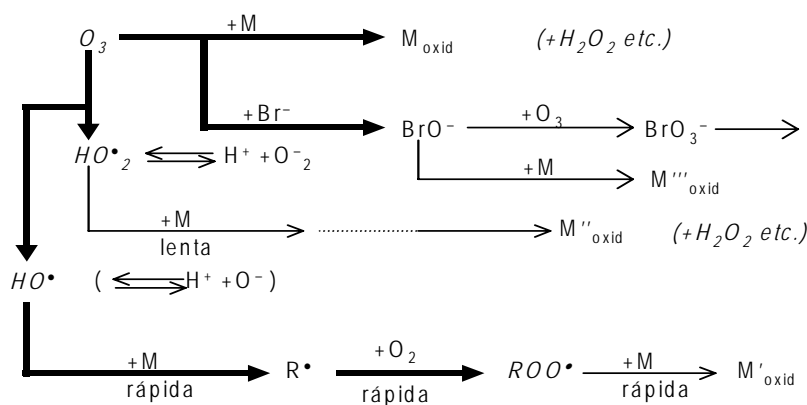 +M
O₃ M oxid (+H₂O₂ etc.)
+Br⁻ BrO⁻ +O₃ BrO₃⁻
HO•₂ H⁺ +O⁻₂
+M M''' oxid
+M
lenta M'' oxid (+H₂O₂ etc.)
HO• ( H⁺ +O⁻ )
+M R• +O₂ ROO• +M M' oxid
rápida rápida rápida